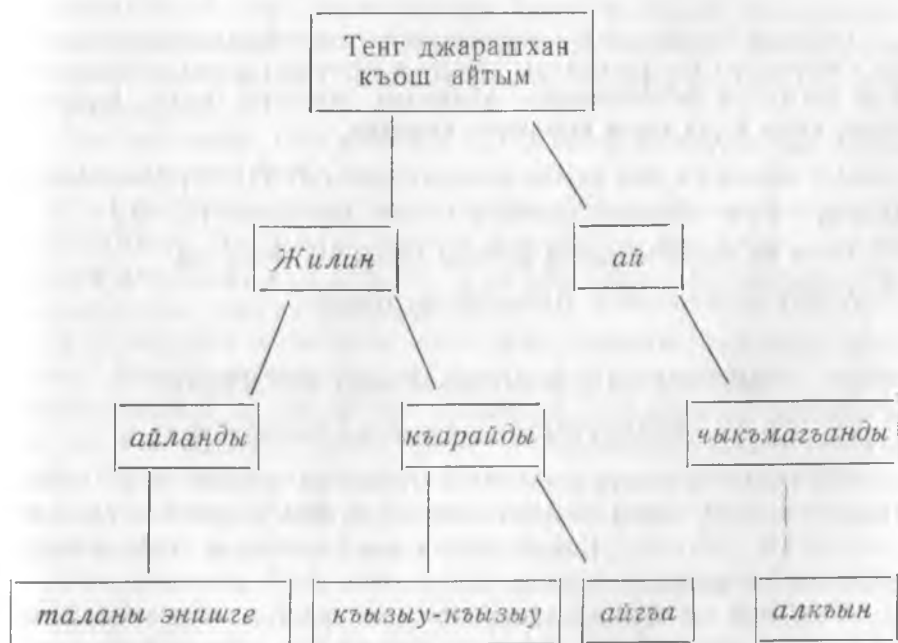 Тенг джарашхан
къош айтым
Жилин
ай
айланды
къарайды
чыкъмагъанды
таланы энишге
къызыу-къызыу
айгъа
алкъын